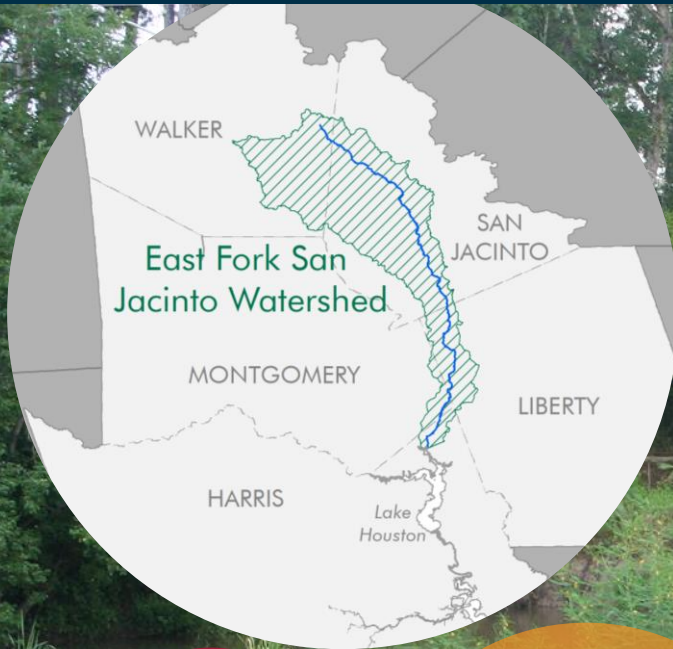 WALKER
SAN
JACINTO
East Fork San
Jacinto Watershed
MONTGOMERY
LIBERTY
HARRIS
Lake
Houston